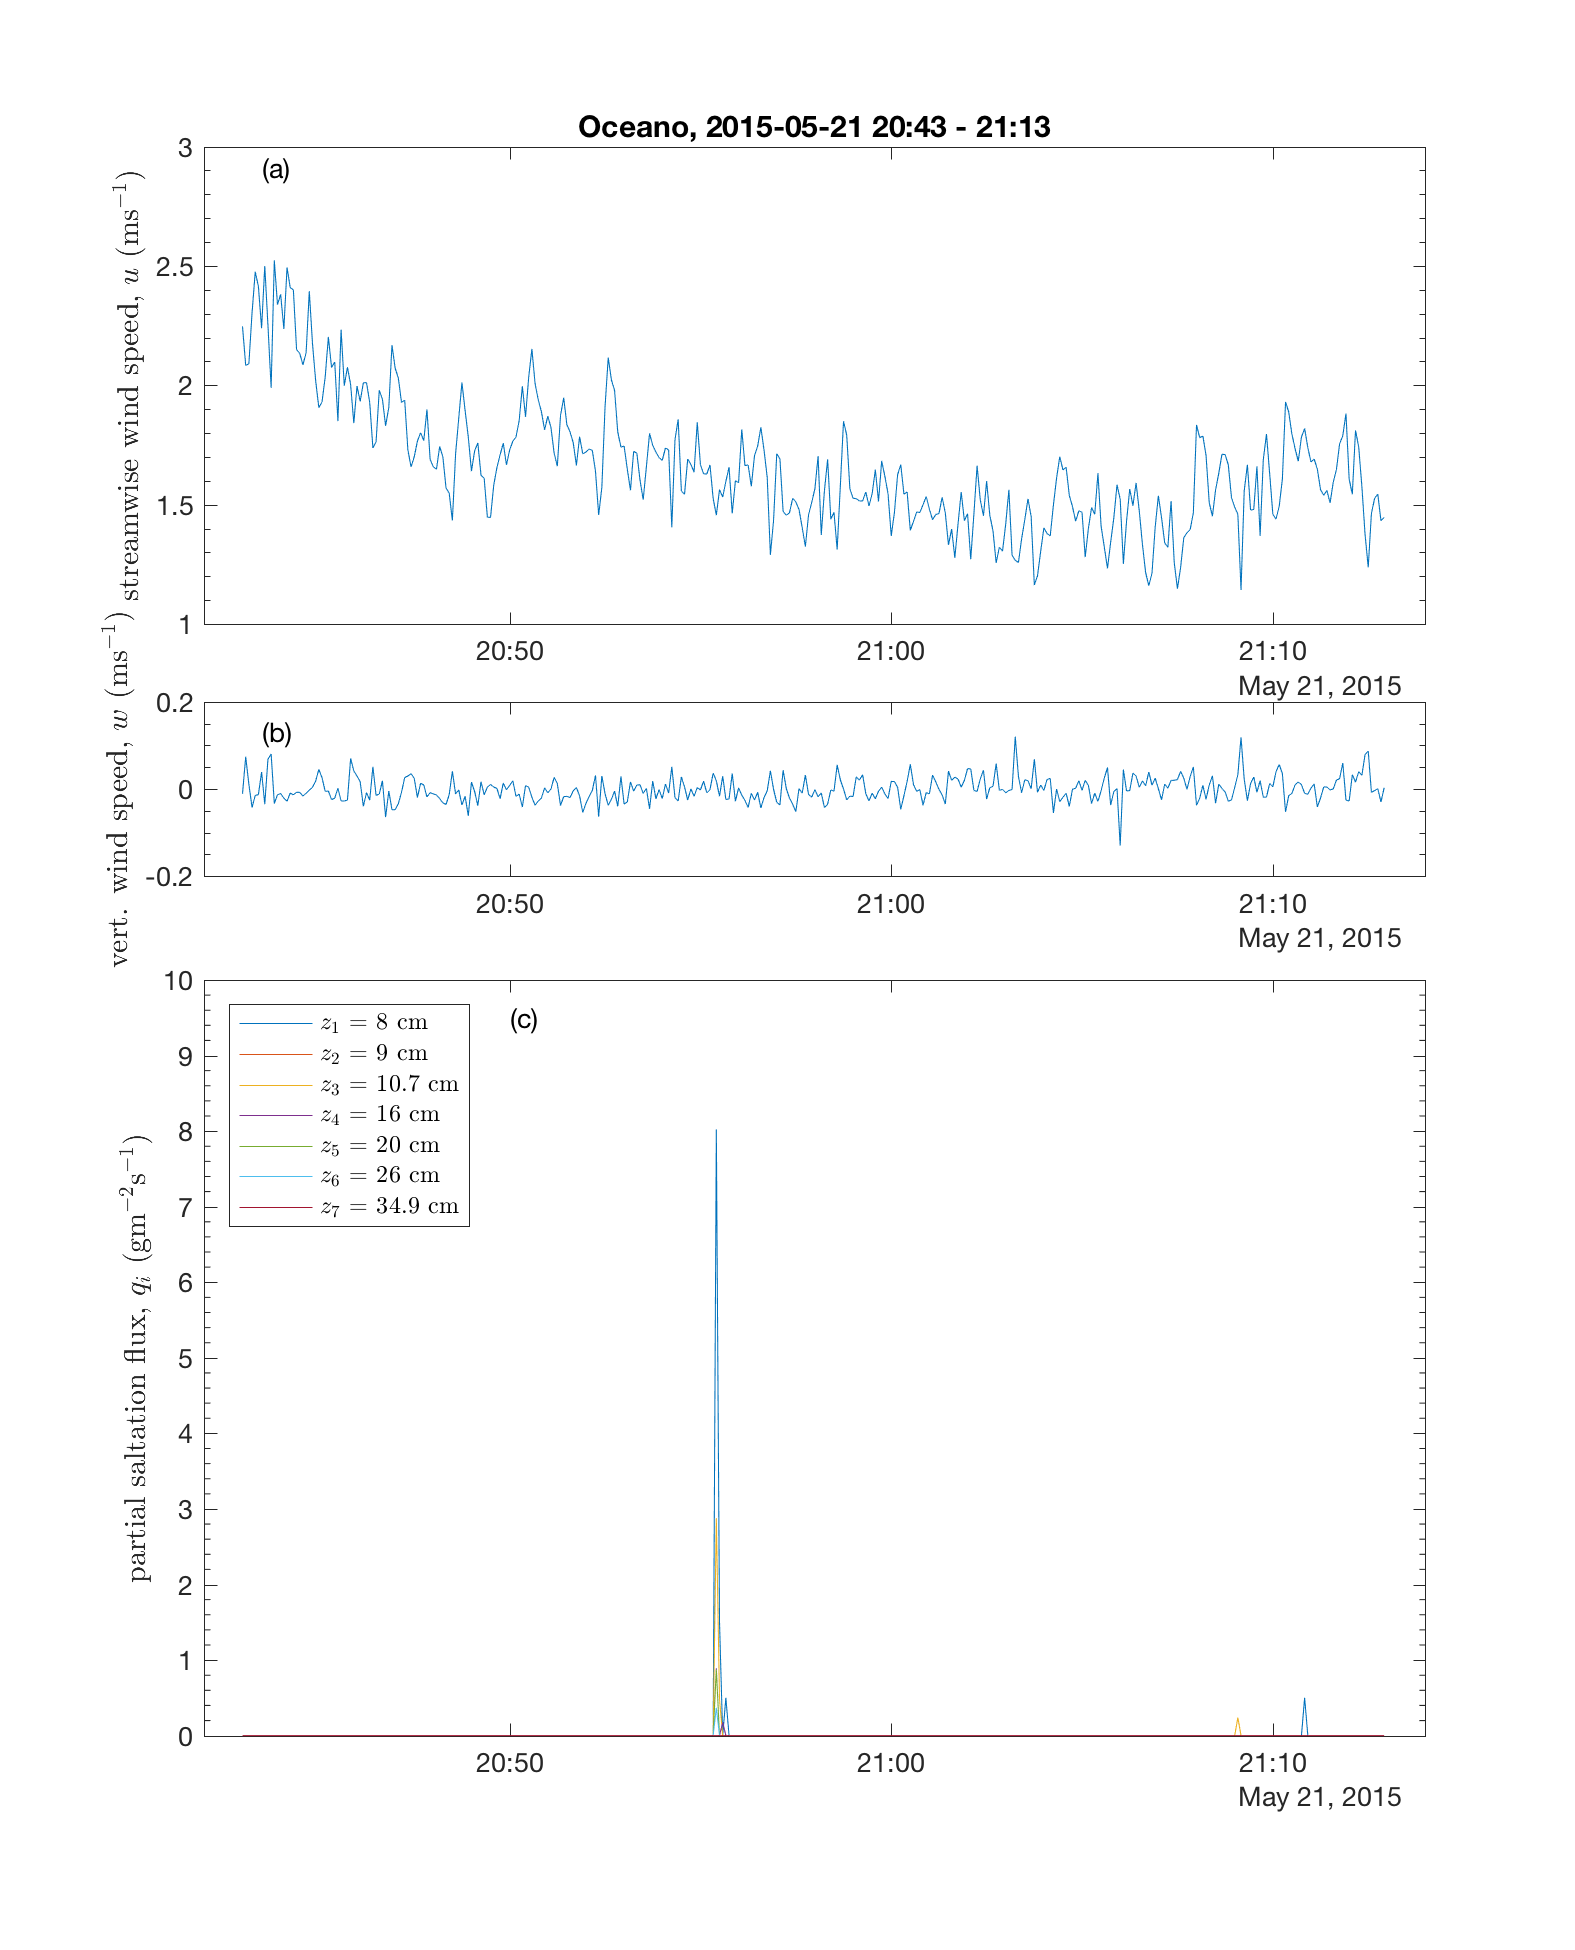 Oceano, 2015-05-21 20:43 - 21:13
(a)
streamwise wind speed, u (ms⁻¹)
3
2.5
2
1.5
1
20:50 21:00 21:10
May 21, 2015
(b)
vert. wind speed, w (ms⁻¹)
0.2
0
-0.2
20:50 21:00 21:10
May 21, 2015
(c)
partial saltation flux, qᵢ (gm⁻²s⁻¹)
10
9
8
7
6
5
4
3
2
1
0
z₁ = 8 cm
z₂ = 9 cm
z₃ = 10.7 cm
z₄ = 16 cm
z₅ = 20 cm
z₆ = 26 cm
z₇ = 34.9 cm
20:50 21:00 21:10
May 21, 2015